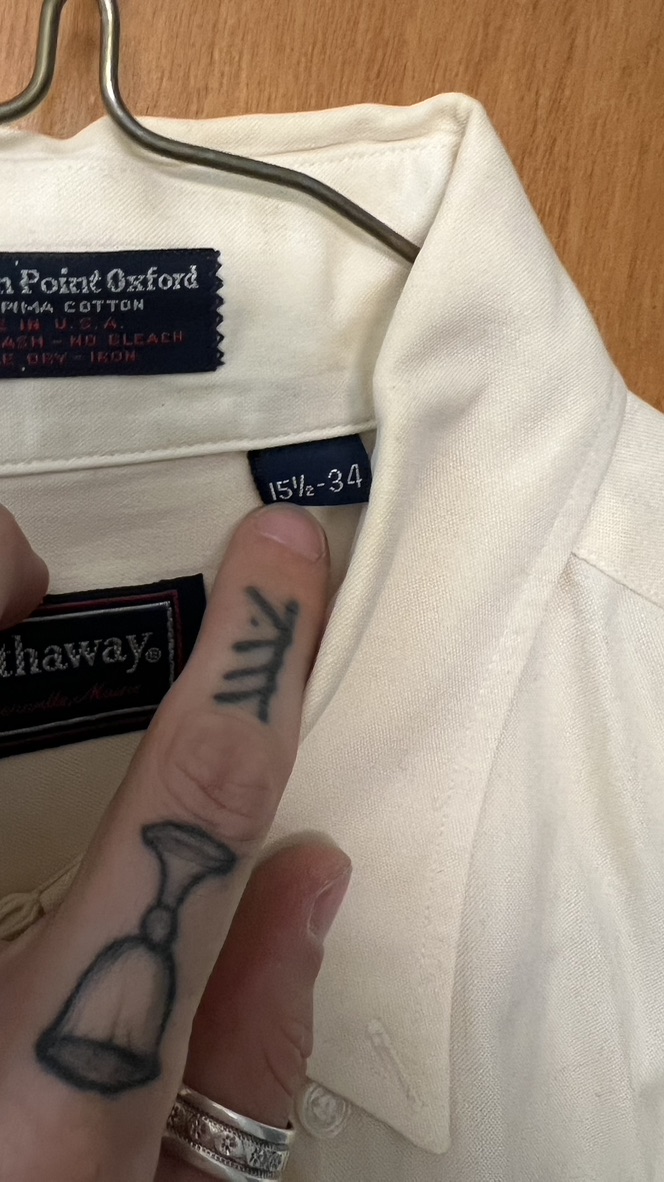 n Point Oxford
PIMA COTTON
E IN U.S.A.
ASH - NO BLEACH
E DRY - IRON
15½-34
thaway®